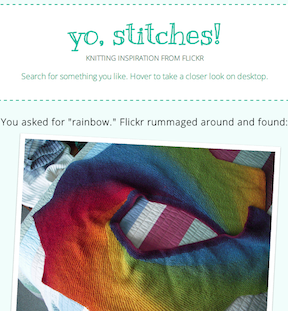 yo, stitches!
KNITTING INSPIRATION FROM FLICKR
Search for something you like. Hover to take a closer look on desktop.
You asked for "rainbow." Flickr rummaged around and found: